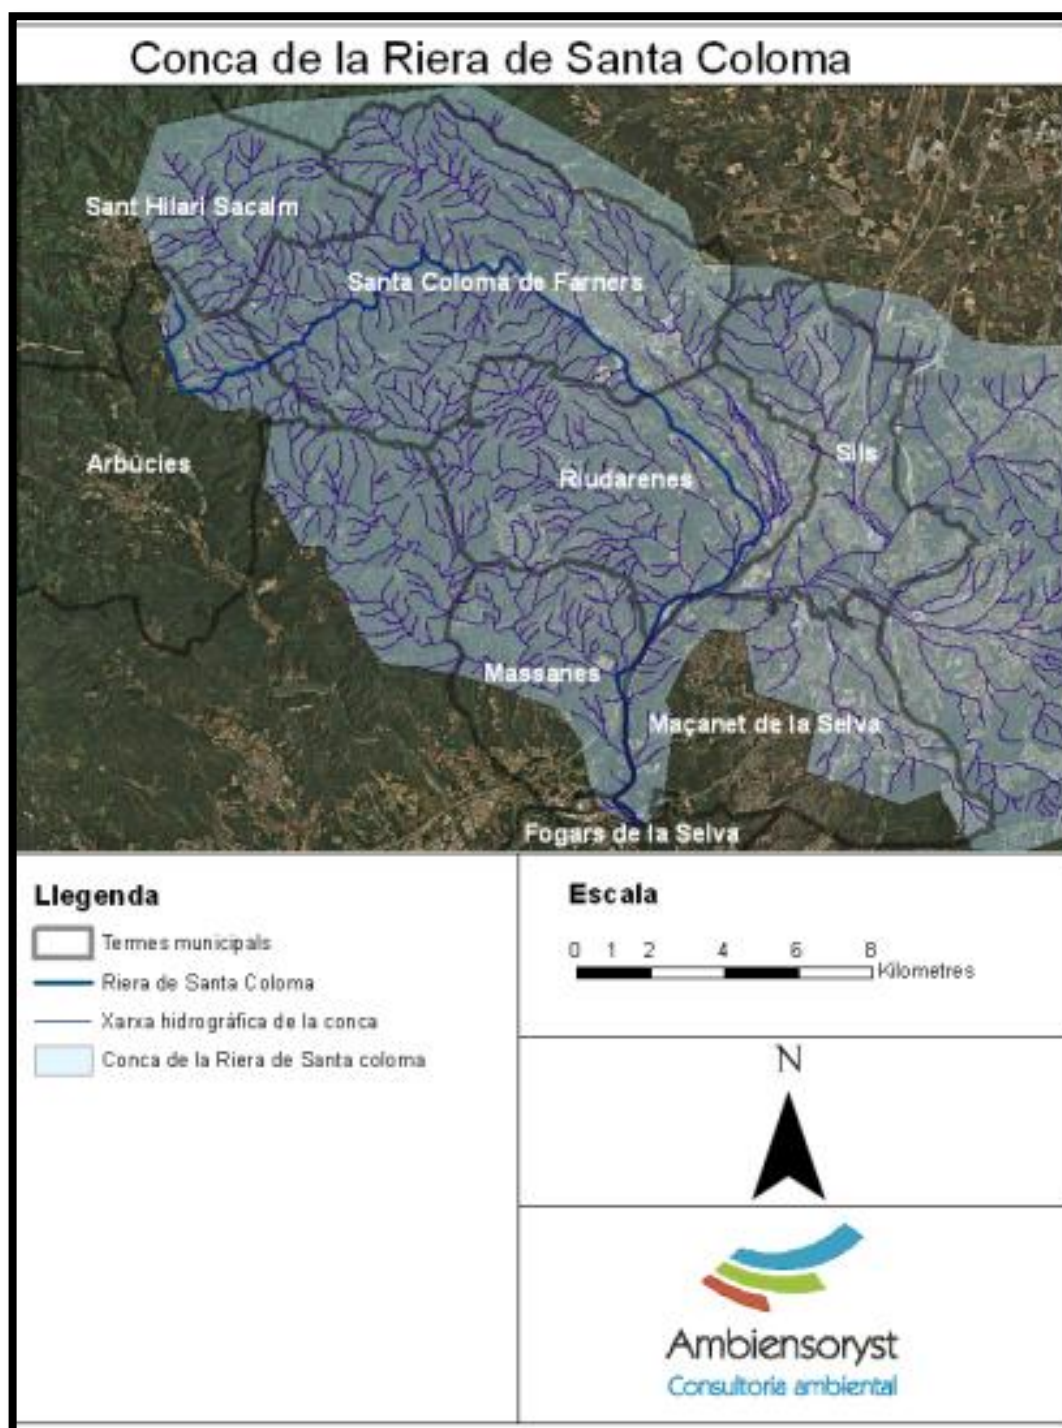 Conca de la Riera de Santa Coloma
Sant Hilari Sacalm
Santa Coloma de Farners
Arbúcies
Riudarenes
Sils
Massanes
Maçanet de la Selva
Fogars de la Selva
Llegenda
Termes municipals
Riera de Santa Coloma
Xarxa hidrográfica de la conca
Conca de la Riera de Santa coloma
Escala
0 1 2 4 6 8
Kilometres
N
Ambiensoryst
Consultoria ambiental